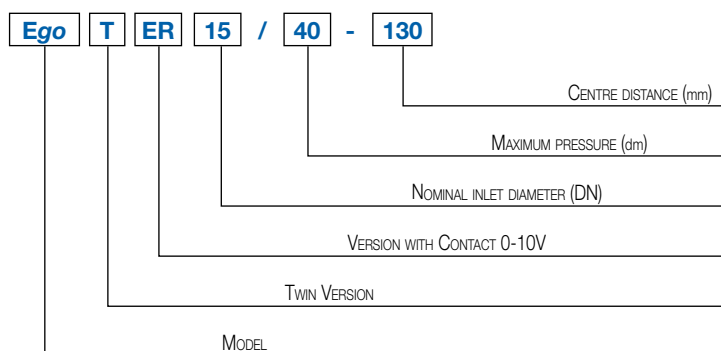 Ego T ER 15 / 40 - 130
Centre distance (mm)
Maximum pressure (dm)
Nominal inlet diameter (DN)
Version with Contact 0-10V
Twin Version
Model